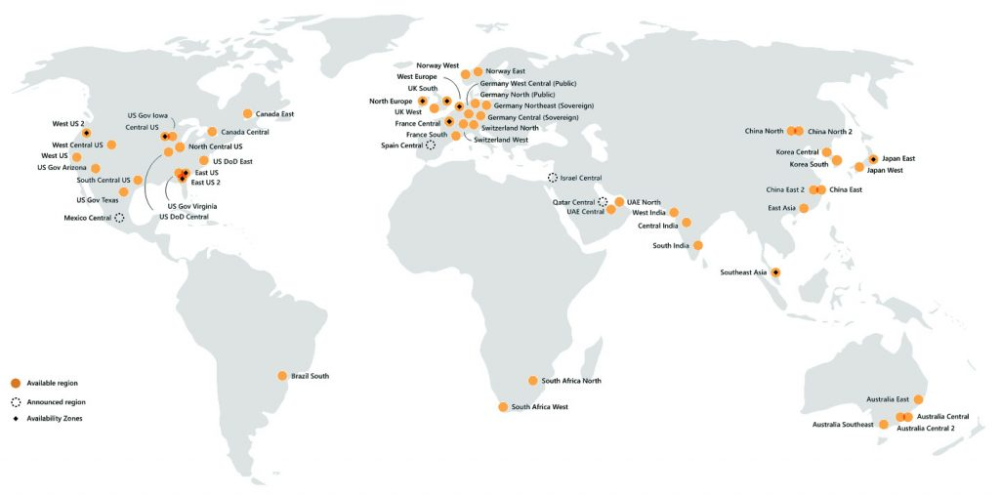 Norway West
Norway East
West Europe
UK South
Germany West Central (Public)
Germany North (Public)
North Europe
Germany Northeast (Sovereign)
UK West
Germany Central (Sovereign)
France Central
Switzerland North
France South
Switzerland West
Spain Central
US Gov Iowa
Canada East
West US 2
Central US
Canada Central
West Central US
North Central US
West US
US DoD East
US Gov Arizona
East US
South Central US
East US 2
US Gov Texas
US Gov Virginia
US DoD Central
Mexico Central
Israel Central
Qatar Central
UAE North
UAE Central
West India
Central India
South India
China North
China North 2
Korea Central
Japan East
Korea South
Japan West
China East 2
China East
East Asia
Southeast Asia
Brazil South
South Africa North
South Africa West
Australia East
Australia Central
Australia Southeast
Australia Central 2
Available region
Announced region
Availability Zones